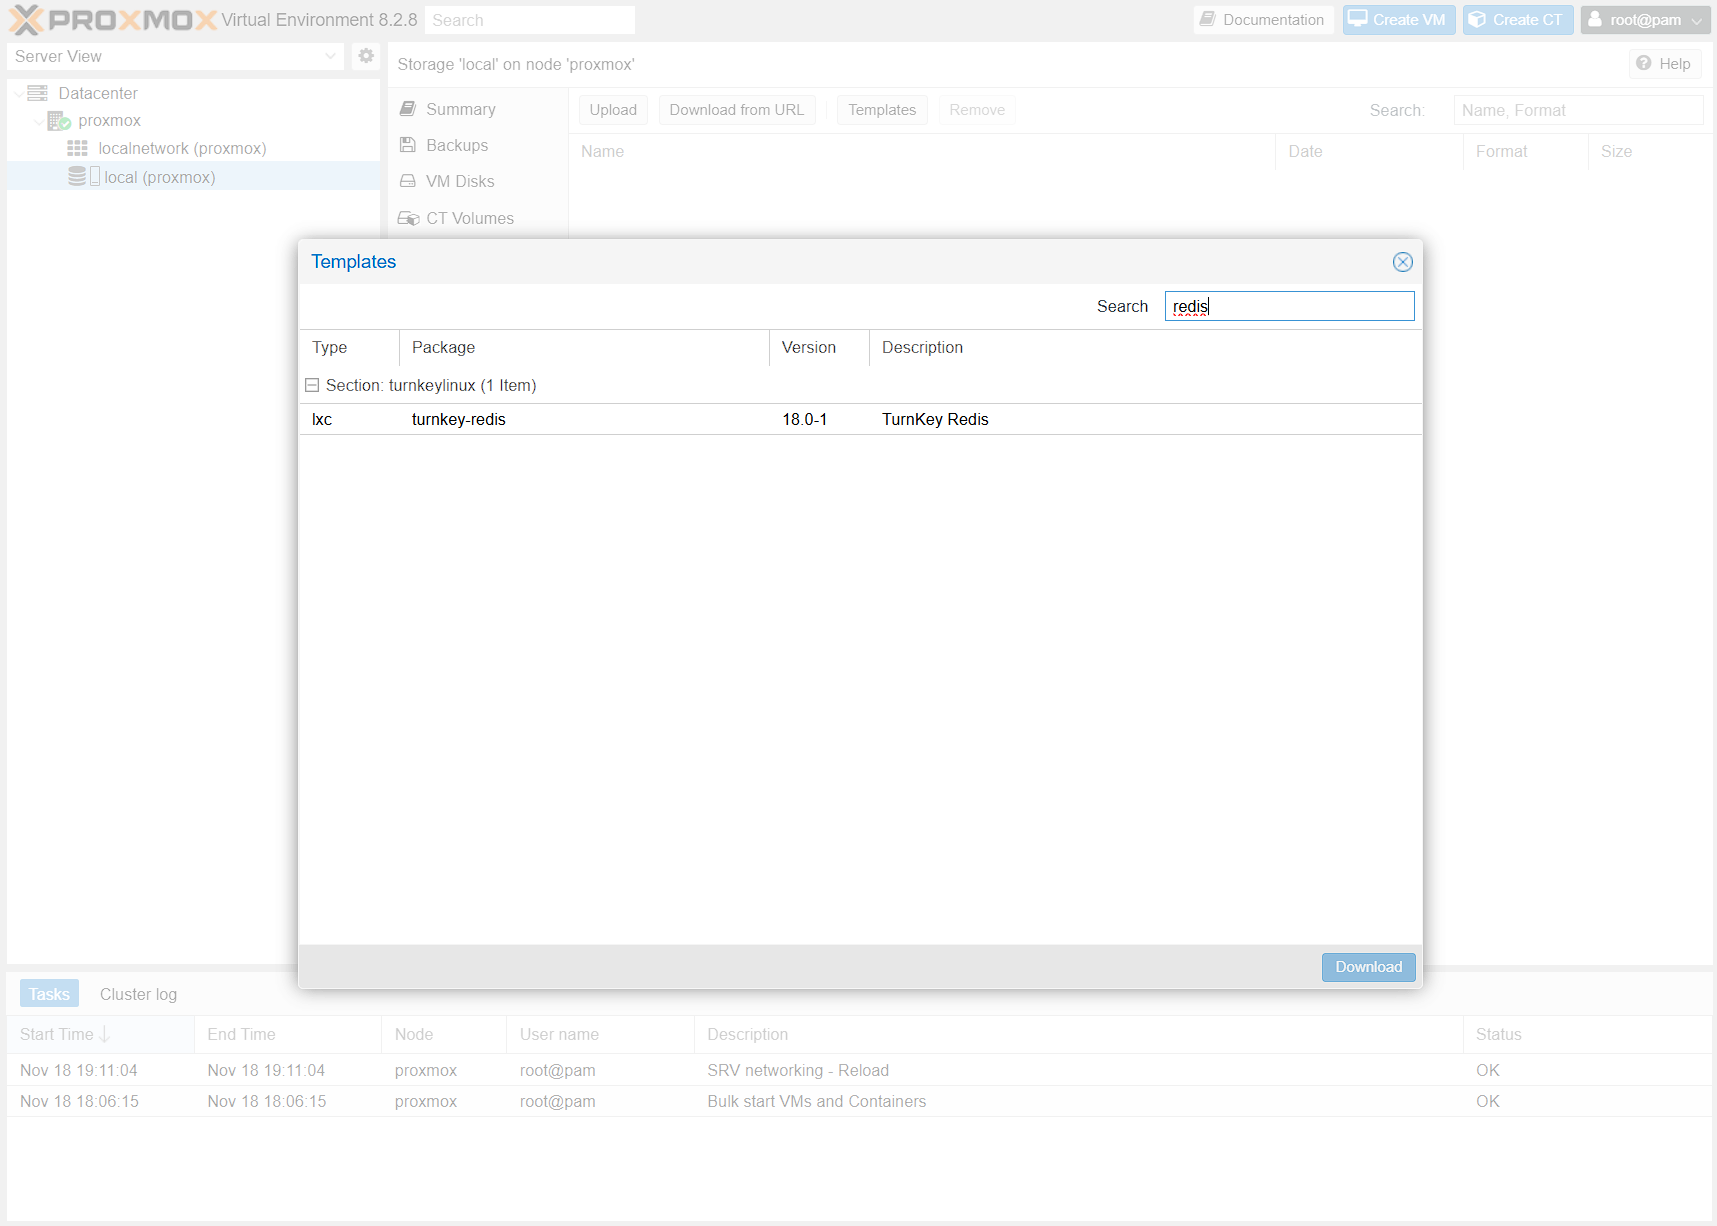 PROXMOX Virtual Environment 8.2.8 Search Documentation Create VM Create CT root@pam
Server View
Storage 'local' on node 'proxmox' Help
Datacenter
proxmox
localnetwork (proxmox)
local (proxmox)
Summary
Backups
VM Disks
CT Volumes
Upload Download from URL Templates Remove Search: Name, Format
Name Date Format Size
Templates
Search redis
Type Package Version Description
Section: turnkeylinux (1 Item)
lxc turnkey-redis 18.0-1 TurnKey Redis
Download
Tasks Cluster log
Start Time End Time Node User name Description Status
Nov 18 19:11:04 Nov 18 19:11:04 proxmox root@pam SRV networking - Reload OK
Nov 18 18:06:15 Nov 18 18:06:15 proxmox root@pam Bulk start VMs and Containers OK